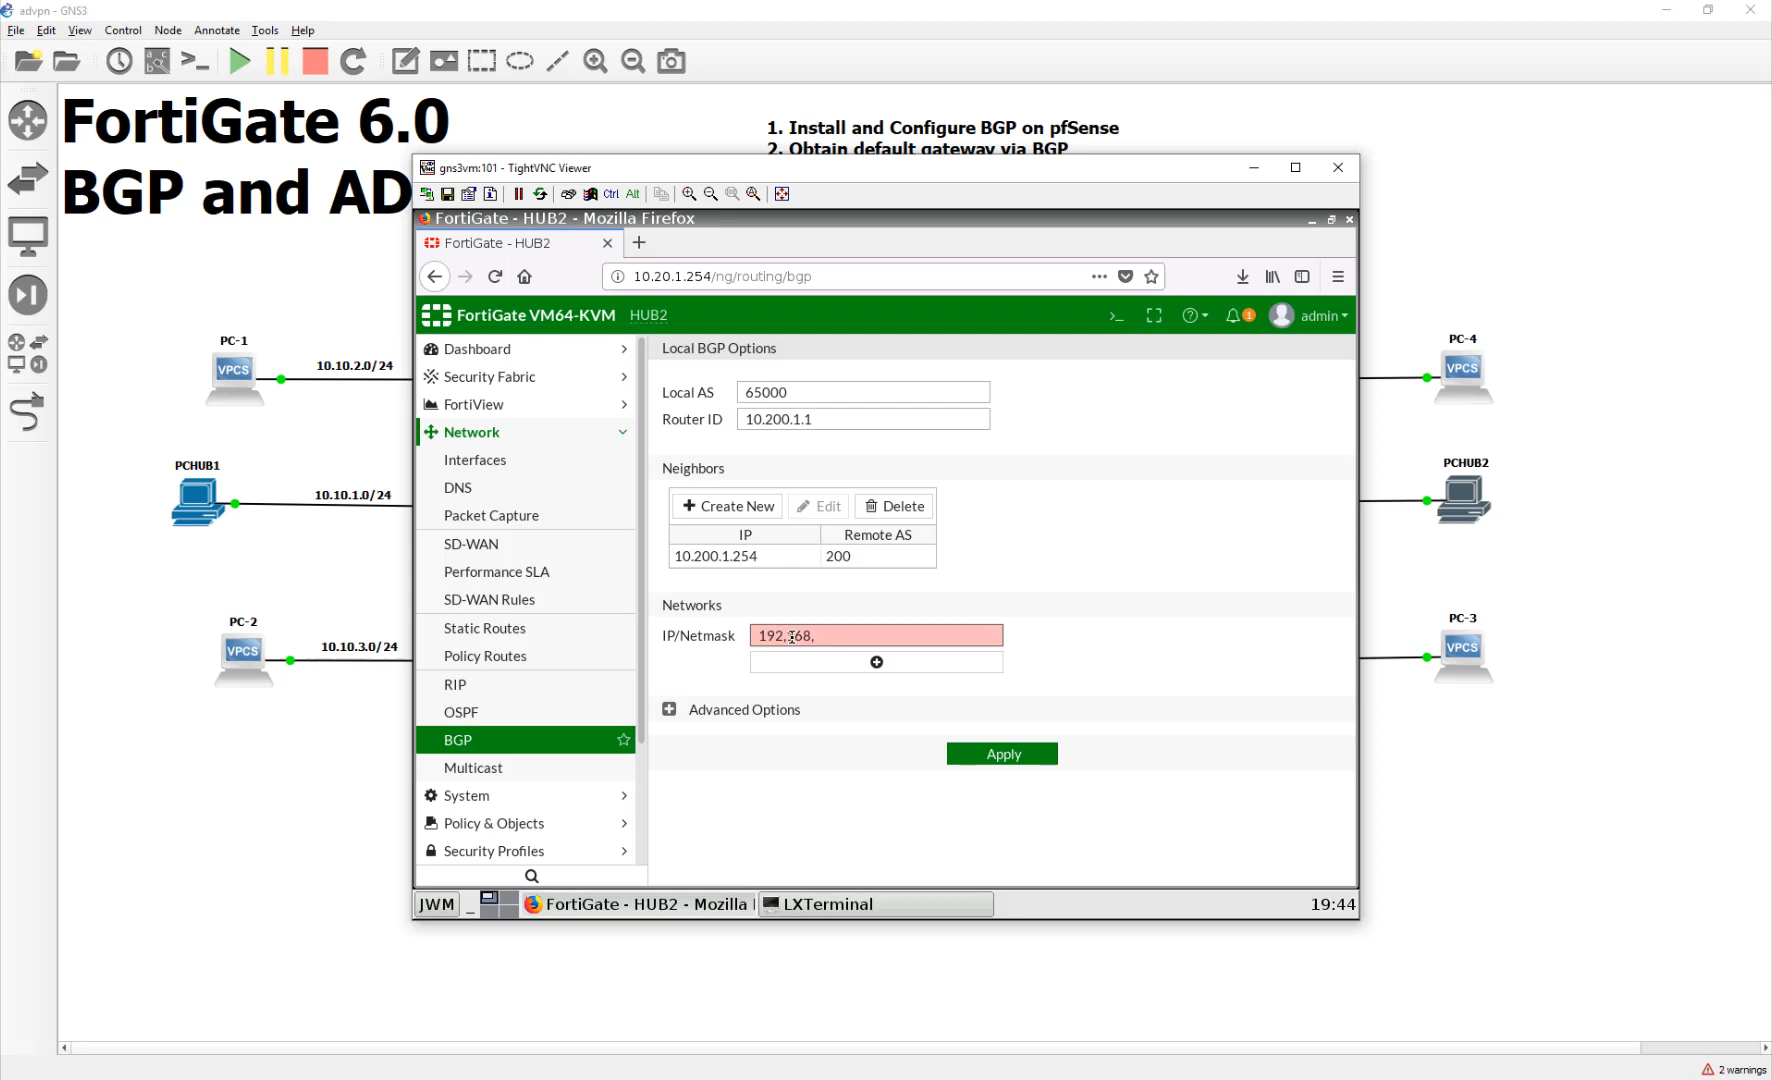 advpn - GNS3
File Edit View Control Node Annotate Tools Help
FortiGate 6.0
BGP and AD
1. Install and Configure BGP on pfSense
2. Obtain default gateway via BGP
gns3vm:101 - TightVNC Viewer
Ctrl Alt
FortiGate - HUB2 - Mozilla Firefox
FortiGate - HUB2
10.20.1.254/ng/routing/bgp
FortiGate VM64-KVM HUB2
1
admin
Dashboard
Security Fabric
FortiView
Network
Interfaces
DNS
Packet Capture
SD-WAN
Performance SLA
SD-WAN Rules
Static Routes
Policy Routes
RIP
OSPF
BGP
Multicast
System
Policy & Objects
Security Profiles
Local BGP Options
Local AS 65000
Router ID 10.200.1.1
Neighbors
Create New Edit Delete
IP Remote AS
10.200.1.254 200
Networks
IP/Netmask 192,168,
Advanced Options
Apply
JWM
FortiGate - HUB2 - Mozilla
LXTerminal
19:44
PC-1
VPCS
10.10.2.0/24
PCHUB1
10.10.1.0/24
PC-2
VPCS
10.10.3.0/24
PC-4
VPCS
PCHUB2
PC-3
VPCS
2 warnings